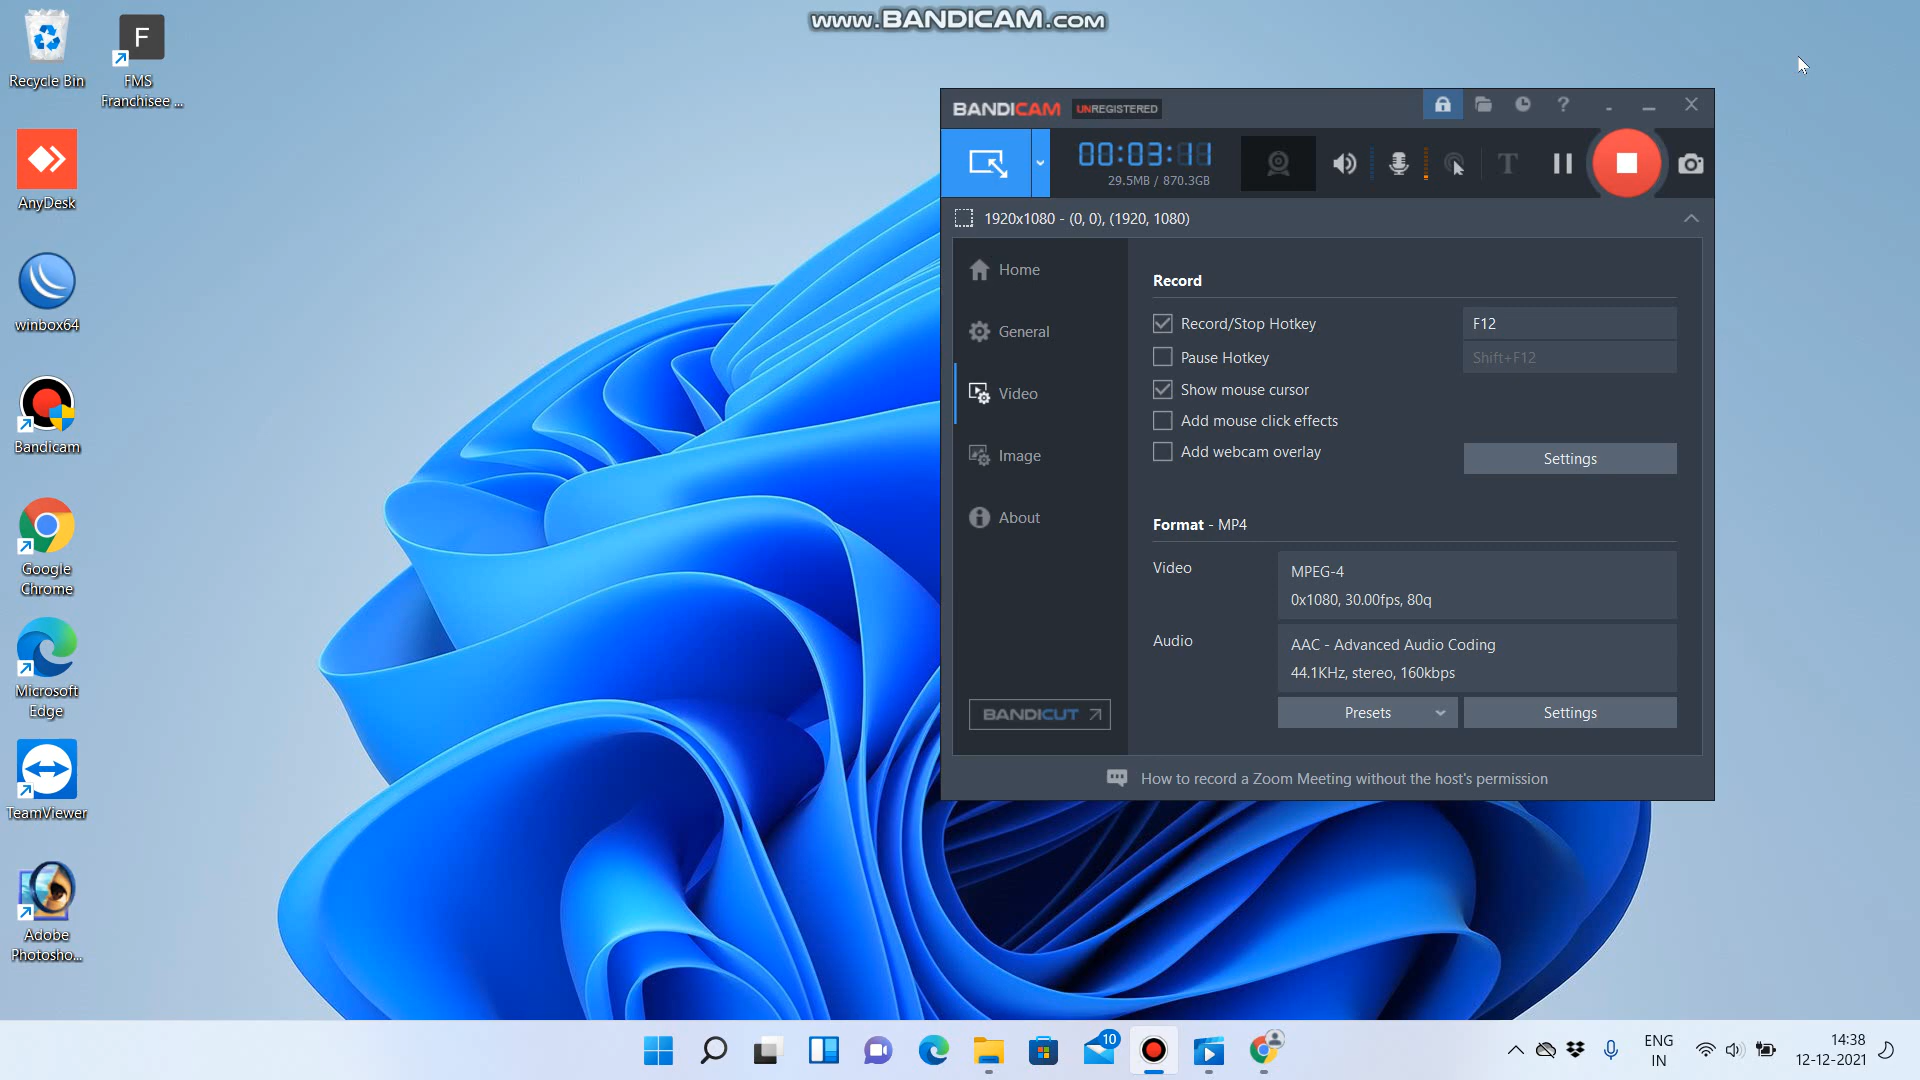 www.BANDICAM.com
Recycle Bin
F
FMS
Franchisee ...
AnyDesk
winbox64
Bandicam
Google
Chrome
Microsoft
Edge
TeamViewer
Adobe
Photosho...
BANDICAM UNREGISTERED
?
00:03:11
29.5MB / 870.3GB
T
1920x1080 - (0, 0), (1920, 1080)
Home
General
Video
Image
About
BANDICUT
Record
Record/Stop Hotkey
F12
Pause Hotkey
Shift+F12
Show mouse cursor
Add mouse click effects
Add webcam overlay
Settings
Format - MP4
Video
MPEG-4
0x1080, 30.00fps, 80q
Audio
AAC - Advanced Audio Coding
44.1KHz, stereo, 160kbps
Presets
Settings
How to record a Zoom Meeting without the host's permission
10
ENG
IN
14:38
12-12-2021